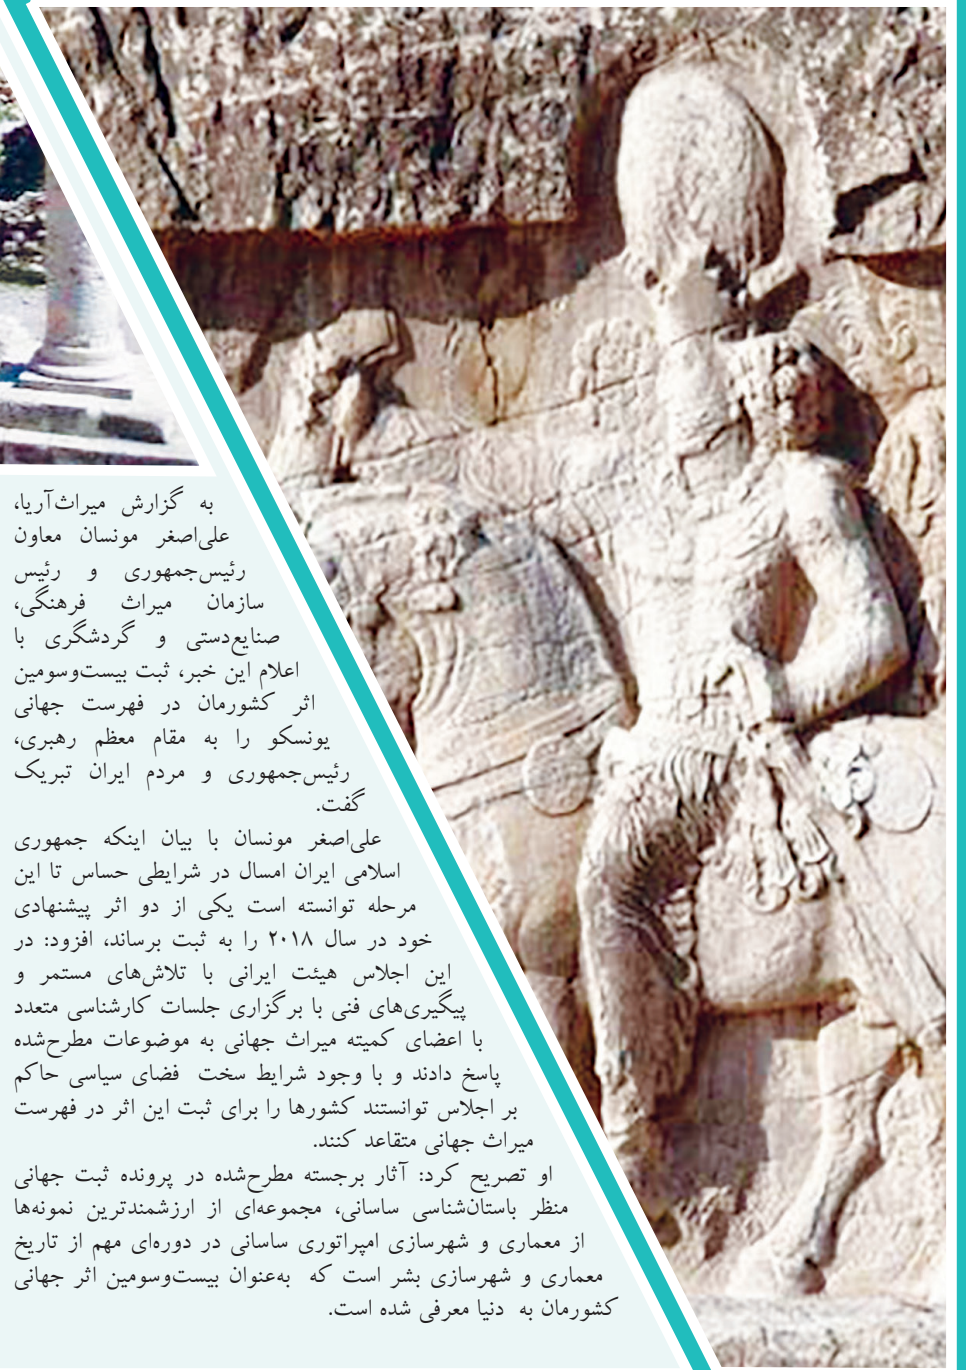 به گزارش میراث‌آریا،
علی‌اصغر مونسان معاون
رئیس‌جمهوری و رئیس
سازمان میراث فرهنگی،
صنایع‌دستی و گردشگری با
اعلام این خبر، ثبت بیست‌وسومین
اثر کشورمان در فهرست جهانی
یونسکو را به مقام معظم رهبری،
رئیس‌جمهوری و مردم ایران تبریک
گفت.
علی‌اصغر مونسان با بیان اینکه جمهوری
اسلامی ایران امسال در شرایطی حساس تا این
مرحله توانسته است یکی از دو اثر پیشنهادی
خود در سال ۲۰۱۸ را به ثبت برساند، افزود: در
این اجلاس هیئت ایرانی با تلاش‌های مستمر و
پیگیری‌های فنی با برگزاری جلسات کارشناسی متعدد
با اعضای کمیته میراث جهانی به موضوعات مطرح‌شده
پاسخ دادند و با وجود شرایط سخت فضای سیاسی حاکم
بر اجلاس توانستند کشورها را برای ثبت این اثر در فهرست
میراث جهانی متقاعد کنند.
او تصریح کرد: آثار برجسته مطرح‌شده در پرونده ثبت جهانی
منظر باستان‌شناسی ساسانی، مجموعه‌ای از ارزشمندترین نمونه‌ها
از معماری و شهرسازی امپراتوری ساسانی در دوره‌ای مهم از تاریخ
معماری و شهرسازی بشر است که به‌عنوان بیست‌وسومین اثر جهانی
کشورمان به دنیا معرفی شده است.